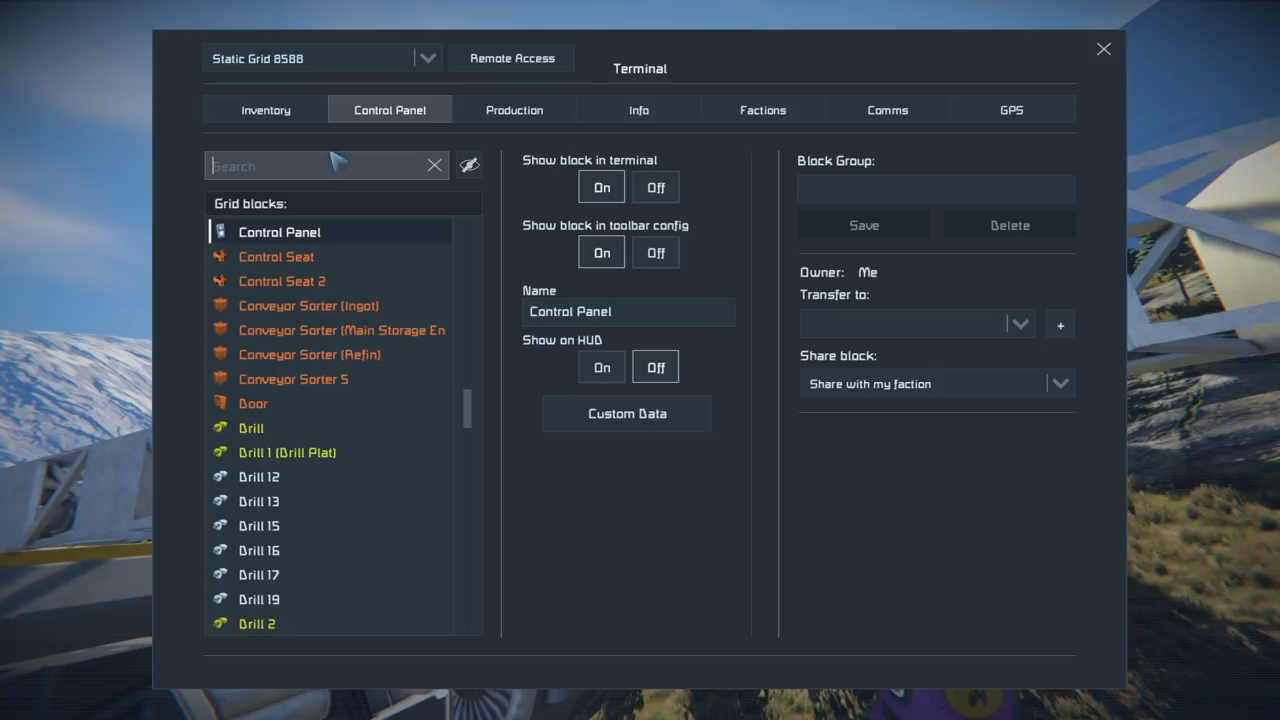 Static Grid 8588
Remote Access
Terminal
Inventory
Control Panel
Production
Info
Factions
Comms
GPS
Search
Grid blocks:
Control Panel
Control Seat
Control Seat 2
Conveyor Sorter (Ingot)
Conveyor Sorter (Main Storage En
Conveyor Sorter (Refin)
Conveyor Sorter 5
Door
Drill
Drill 1 (Drill Plat)
Drill 12
Drill 13
Drill 15
Drill 16
Drill 17
Drill 19
Drill 2
Show block in terminal
On Off
Show block in toolbar config
On Off
Name
Control Panel
Show on HUD
On Off
Custom Data
Block Group:
Save Delete
Owner: Me
Transfer to:
+
Share block:
Share with my faction